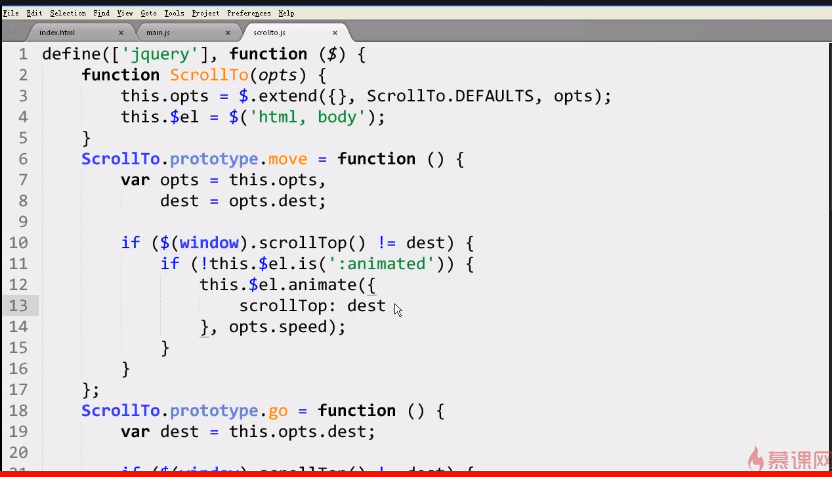 File Edit Selection Find View Goto Tools Project Preferences Help
index.html × main.js × scrollto.js ×
1 define(['jquery'], function ($) {
2 function ScrollTo(opts) {
3 this.opts = $.extend({}, ScrollTo.DEFAULTS, opts);
4 this.$el = $('html, body');
5 }
6 ScrollTo.prototype.move = function () {
7 var opts = this.opts,
8 dest = opts.dest;
9
10 if ($(window).scrollTop() != dest) {
11 if (!this.$el.is(':animated')) {
12 this.$el.animate({
13 scrollTop: dest
14 }, opts.speed);
15 }
16 }
17 };
18 ScrollTo.prototype.go = function () {
19 var dest = this.opts.dest;
20
21 if ($(window).scrollTop() != dest) {
慕课网